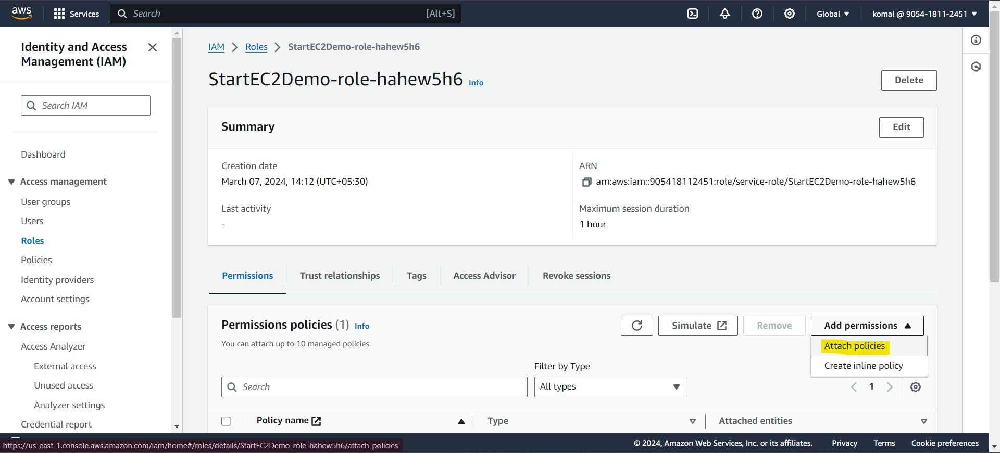 aws
Services
Search
[Alt+S]
Global
komal @ 9054-1811-2451
Identity and Access
Management (IAM)
Search IAM
Dashboard
Access management
User groups
Users
Roles
Policies
Identity providers
Account settings
Access reports
Access Analyzer
External access
Unused access
Analyzer settings
Credential report
IAM > Roles > StartEC2Demo-role-hahew5h6
StartEC2Demo-role-hahew5h6 Info
Delete
Summary
Edit
Creation date
March 07, 2024, 14:12 (UTC+05:30)
ARN
arn:aws:iam::905418112451:role/service-role/StartEC2Demo-role-hahew5h6
Last activity
-
Maximum session duration
1 hour
Permissions
Trust relationships
Tags
Access Advisor
Revoke sessions
Permissions policies (1) Info
You can attach up to 10 managed policies.
Simulate
Remove
Add permissions
Attach policies
Create inline policy
Filter by Type
Search
All types
1
Policy name
Type
Attached entities
https://us-east-1.console.aws.amazon.com/iam/home#/roles/details/StartEC2Demo-role-hahew5h6/attach-policies
© 2024, Amazon Web Services, Inc. or its affiliates.
Privacy
Terms
Cookie preferences